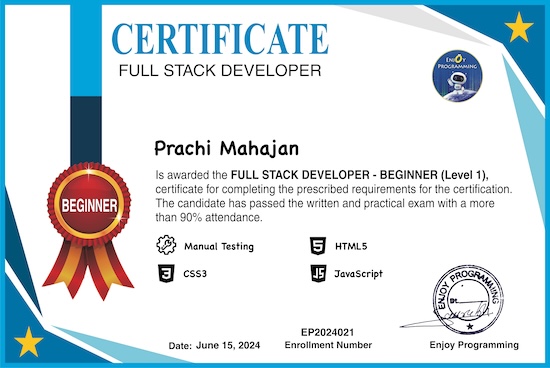 CERTIFICATE
FULL STACK DEVELOPER
ENJOY
PROGRAMMING
Prachi Mahajan
Is awarded the FULL STACK DEVELOPER - BEGINNER (Level 1),
certificate for completing the prescribed requirements for the certification.
The candidate has passed the written and practical exam with a more
than 90% attendance.
BEGINNER
Manual Testing
HTML5
CSS3
JavaScript
ENJOY PROGRAMMING
Date: June 15, 2024
EP2024021
Enrollment Number
Enjoy Programming